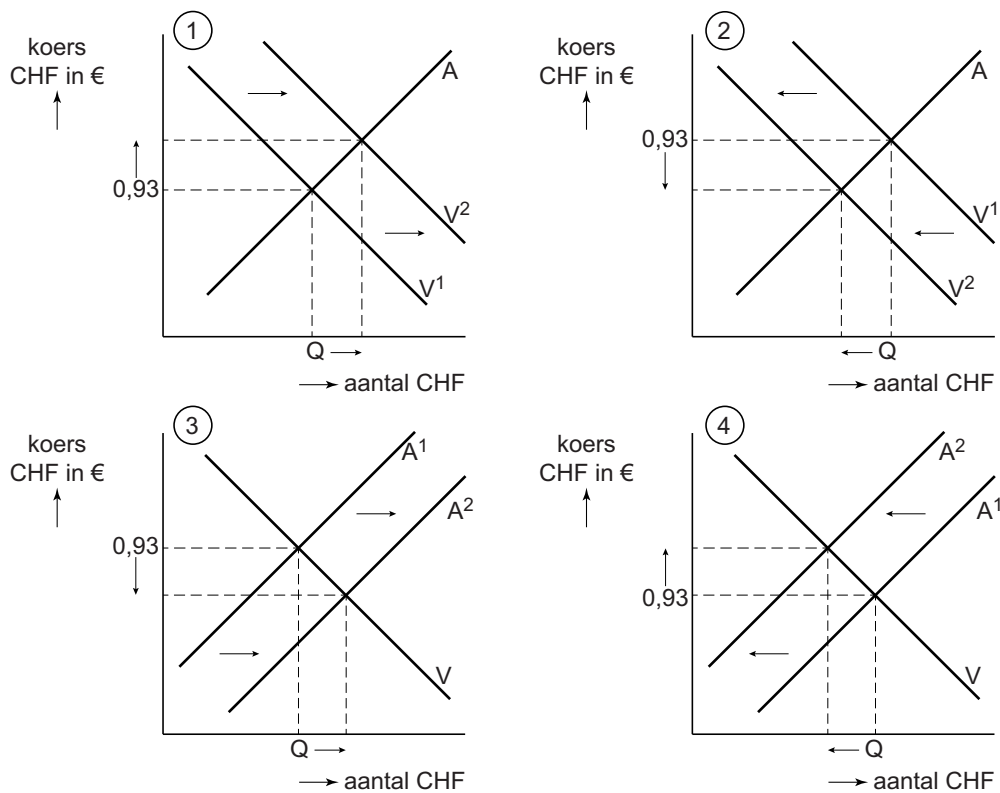 1
koers
CHF in €
A
0,93
V²
V¹
Q
aantal CHF
2
koers
CHF in €
A
0,93
V¹
V²
Q
aantal CHF
3
koers
CHF in €
A¹
A²
0,93
V
Q
aantal CHF
4
koers
CHF in €
A²
A¹
0,93
V
Q
aantal CHF